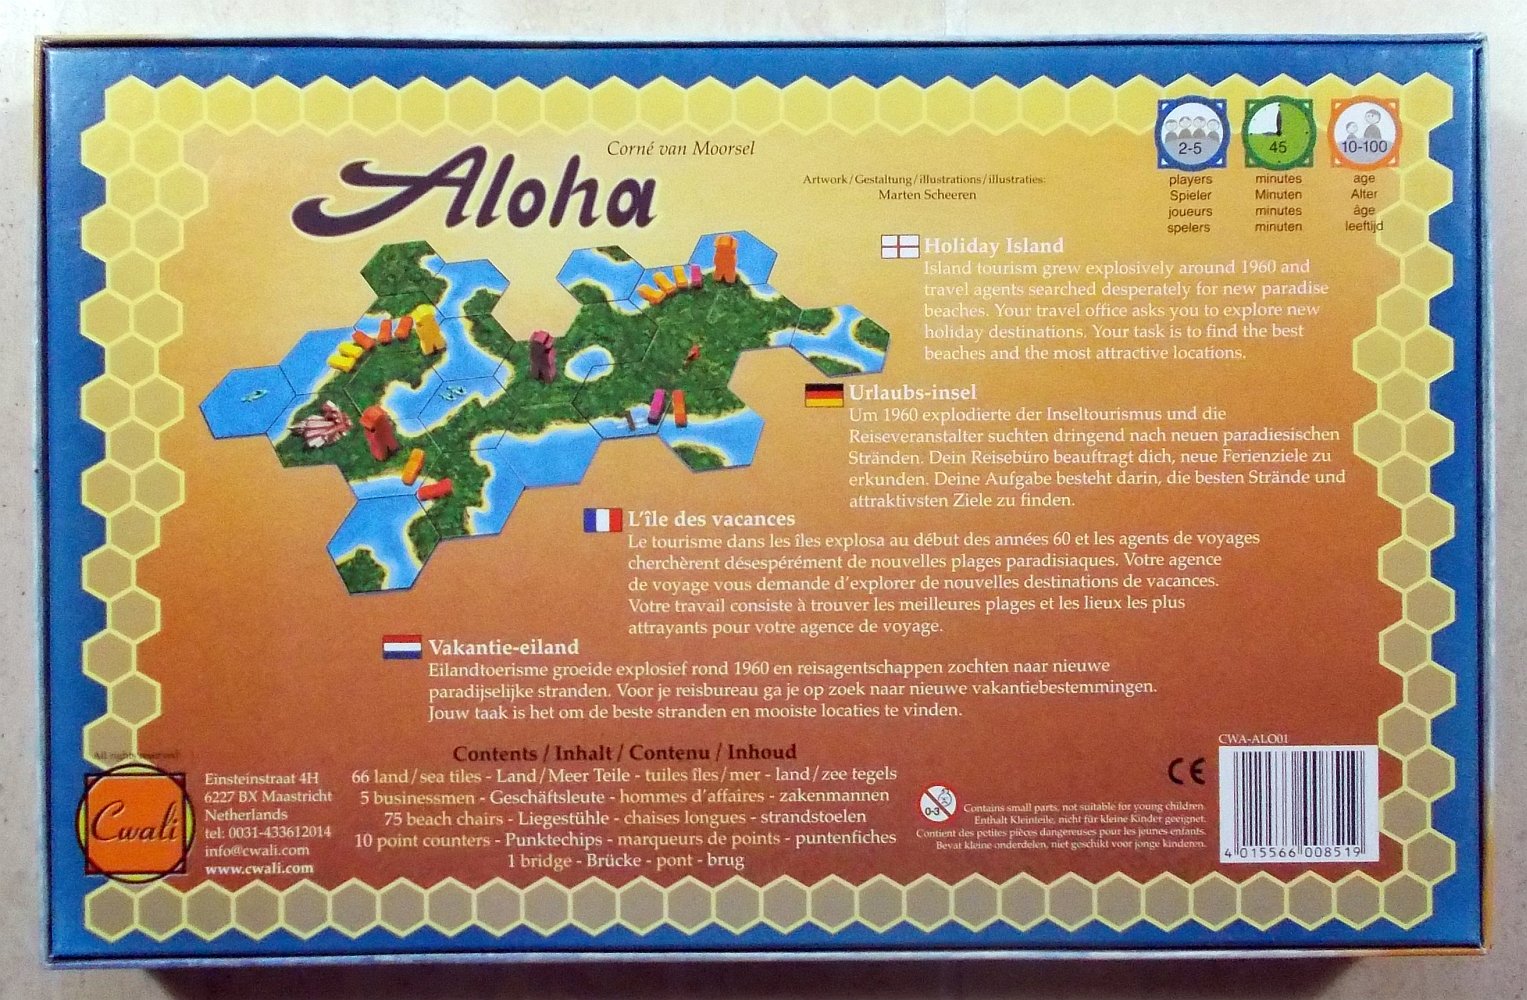 Corné van Moorsel
Aloha
Artwork/Gestaltung/illustrations/illustraties:
Marten Scheeren
2-5
players
Spieler
joueurs
spelers
45
minutes
Minuten
minutes
minuten
10-100
age
Alter
âge
leeftijd
Holiday Island
Island tourism grew explosively around 1960 and
travel agents searched desperately for new paradise
beaches. Your travel office asks you to explore new
holiday destinations. Your task is to find the best
beaches and the most attractive locations.
Urlaubs-insel
Um 1960 explodierte der Inseltourismus und die
Reiseveranstalter suchten dringend nach neuen paradiesischen
Stränden. Dein Reisebüro beauftragt dich, neue Ferienziele zu
erkunden. Deine Aufgabe besteht darin, die besten Strände und
attraktivsten Ziele zu finden.
L'île des vacances
Le tourisme dans les îles explosa au début des années 60 et les agents de voyages
cherchèrent désespérément de nouvelles plages paradisiaques. Votre agence
de voyage vous demande d'explorer de nouvelles destinations de vacances.
Votre travail consiste à trouver les meilleures plages et les lieux les plus
attrayants pour votre agence de voyage.
Vakantie-eiland
Eilandtoerisme groeide explosief rond 1960 en reisagentschappen zochten naar nieuwe
paradijselijke stranden. Voor je reisbureau ga je op zoek naar nieuwe vakantiebestemmingen.
Jouw taak is het om de beste stranden en mooiste locaties te vinden.
All rights reserved
Cwali
Einsteinstraat 4H
6227 BX Maastricht
Netherlands
tel: 0031-433612014
info@cwali.com
www.cwali.com
Contents / Inhalt / Contenu / Inhoud
66 land/sea tiles - Land/Meer Teile - tuiles îles/mer - land/zee tegels
5 businessmen - Geschäftsleute - hommes d'affaires - zakenmannen
75 beach chairs - Liegestühle - chaises longues - strandstoelen
10 point counters - Punktechips - marqueurs de points - puntenfiches
1 bridge - Brücke - pont - brug
0-3
Contains small parts, not suitable for young children.
Enthält Kleinteile, nicht für kleine Kinder geeignet.
Contient des petites pièces dangereuses pour les jeunes enfants.
Bevat kleine onderdelen, niet geschikt voor jonge kinderen.
CE
CWA-ALO01
4 015566 008519